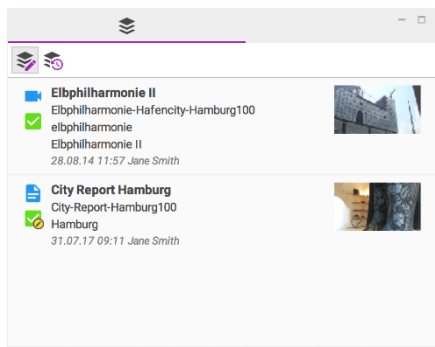 Elbphilharmonie II
Elbphilharmonie-Hafencity-Hamburg100
elbphilharmonie
Elbphilharmonie II
28.08.14 11:57 Jane Smith
City Report Hamburg
City-Report-Hamburg100
Hamburg
31.07.17 09:11 Jane Smith